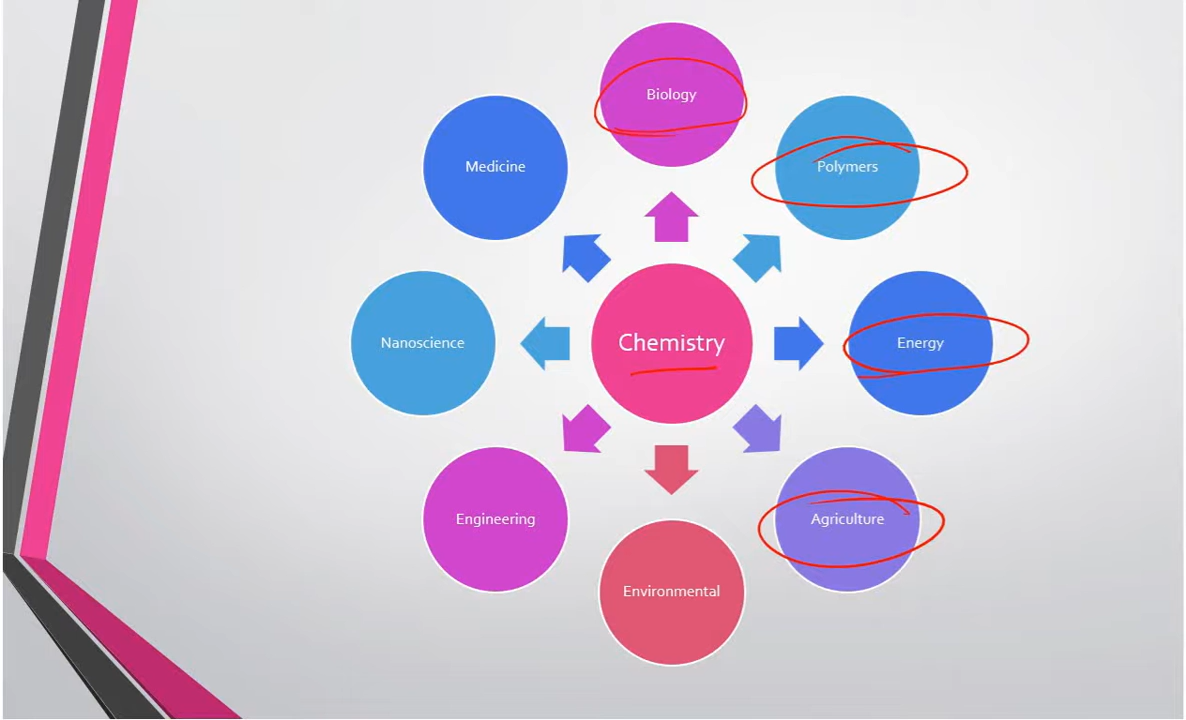 Biology
Medicine
Polymers
Nanoscience
Chemistry
Energy
Engineering
Agriculture
Environmental